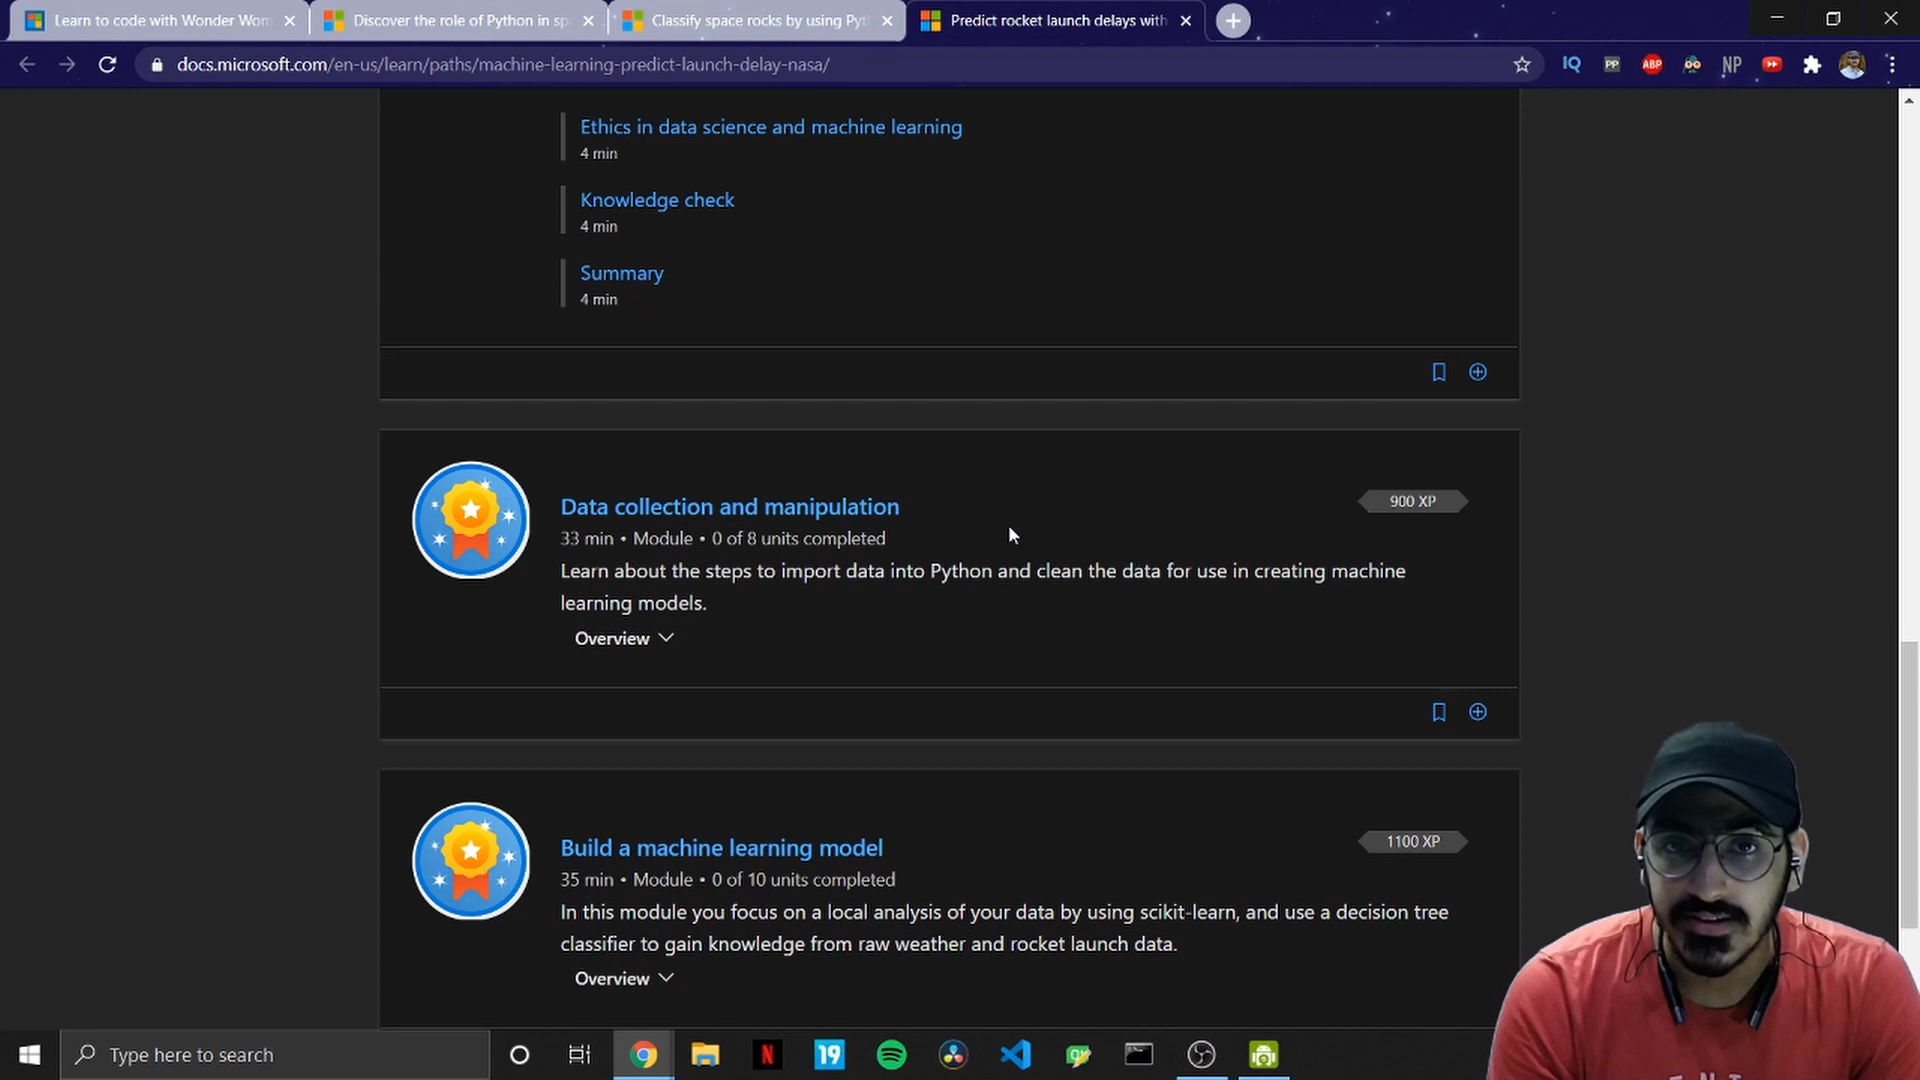 Learn to code with Wonder Wom
Discover the role of Python in sp
Classify space rocks by using Pyt
Predict rocket launch delays with
docs.microsoft.com/en-us/learn/paths/machine-learning-predict-launch-delay-nasa/
IQ
PP
ABP
NP
Ethics in data science and machine learning
4 min
Knowledge check
4 min
Summary
4 min
Data collection and manipulation
900 XP
33 min • Module • 0 of 8 units completed
Learn about the steps to import data into Python and clean the data for use in creating machine
learning models.
Overview
Build a machine learning model
1100 XP
35 min • Module • 0 of 10 units completed
In this module you focus on a local analysis of your data by using scikit-learn, and use a decision tree
classifier to gain knowledge from raw weather and rocket launch data.
Overview
Type here to search
N
19